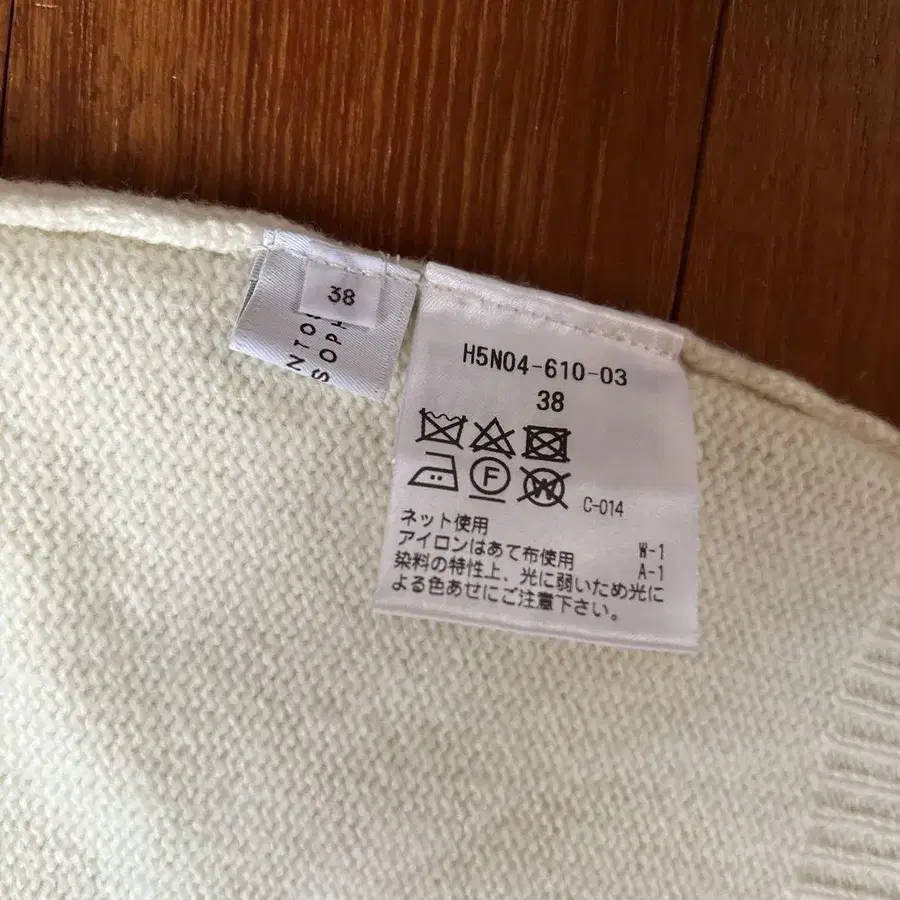 38
NTO
SOP
H5N04-610-03
38
F
W
C-014
ネット使用 W-1
アイロンはあて布使用 A-1
染料の特性上、光に弱いため光に
よる色あせにご注意下さい。